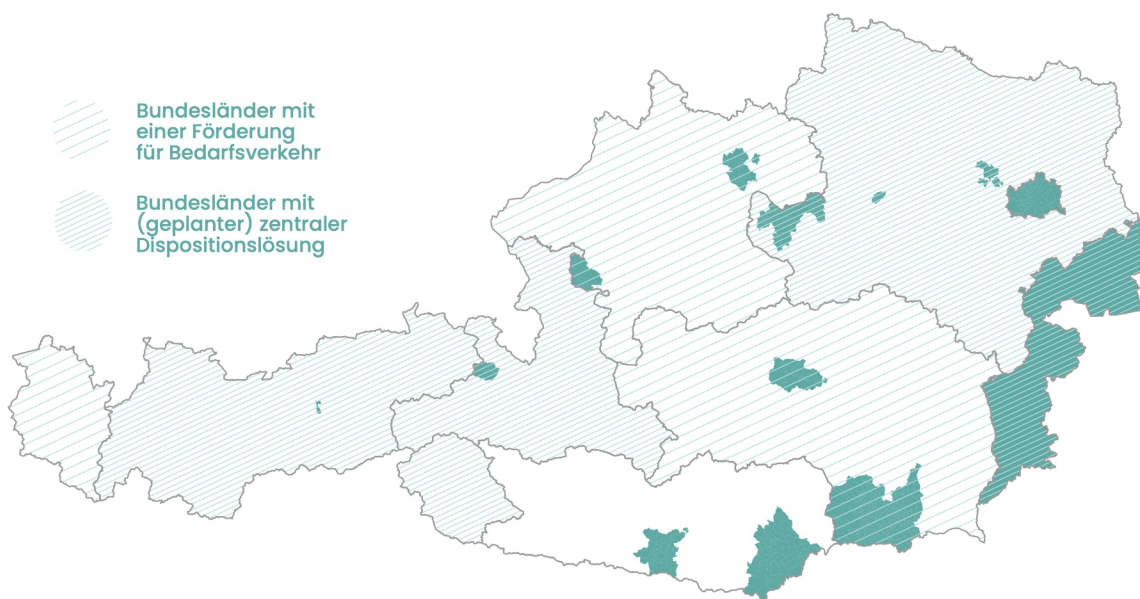 Bundesländer mit
einer Förderung
für Bedarfsverkehr
Bundesländer mit
(geplanter) zentraler
Dispositionslösung